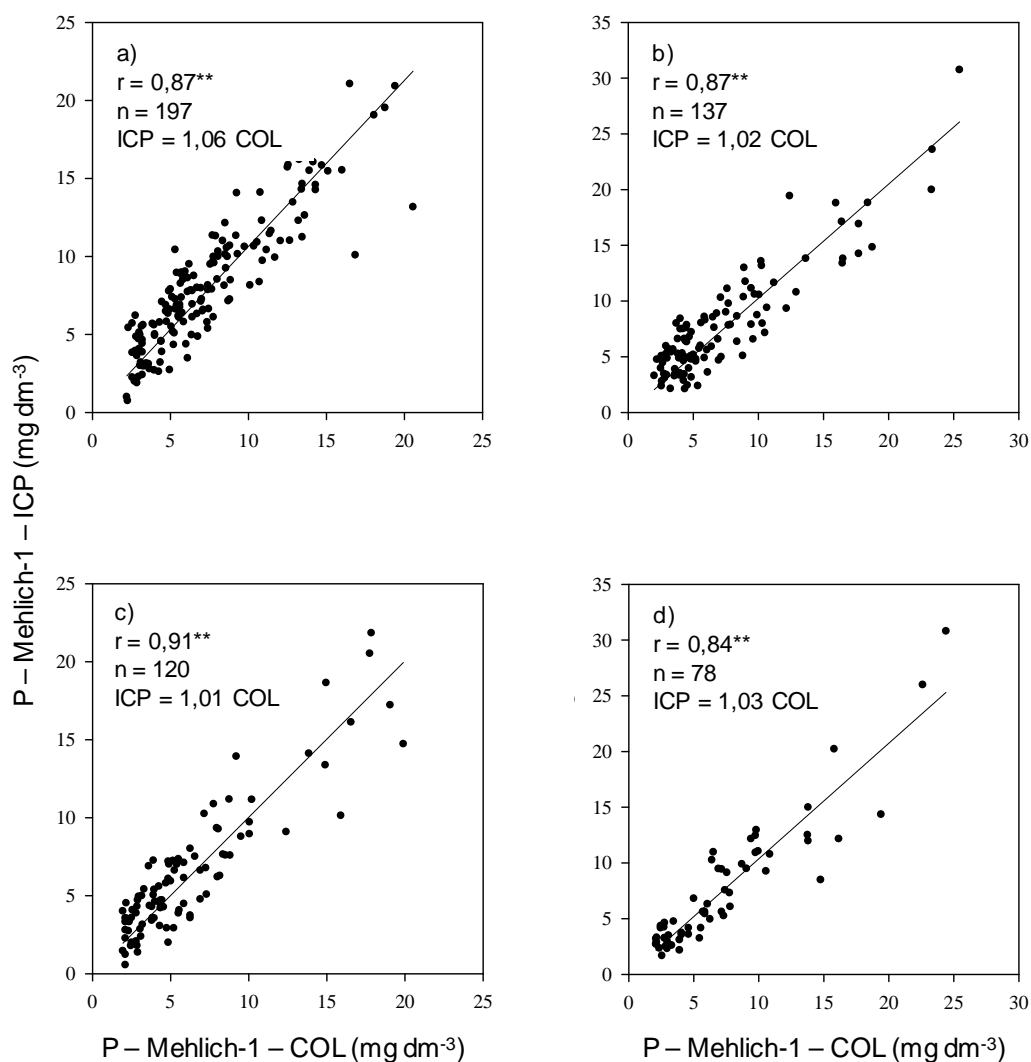 P – Mehlich-1 – ICP (mg dm-3)
25
20
15
10
5
0
a)
r = 0,87**
n = 197
ICP = 1,06 COL
0 5 10 15 20 25
35
30
25
20
15
10
5
0
b)
r = 0,87**
n = 137
ICP = 1,02 COL
0 5 10 15 20 25 30
25
20
15
10
5
0
c)
r = 0,91**
n = 120
ICP = 1,01 COL
0 5 10 15 20 25
P – Mehlich-1 – COL (mg dm-3)
35
30
25
20
15
10
5
0
d)
r = 0,84**
n = 78
ICP = 1,03 COL
0 5 10 15 20 25 30
P – Mehlich-1 – COL (mg dm-3)